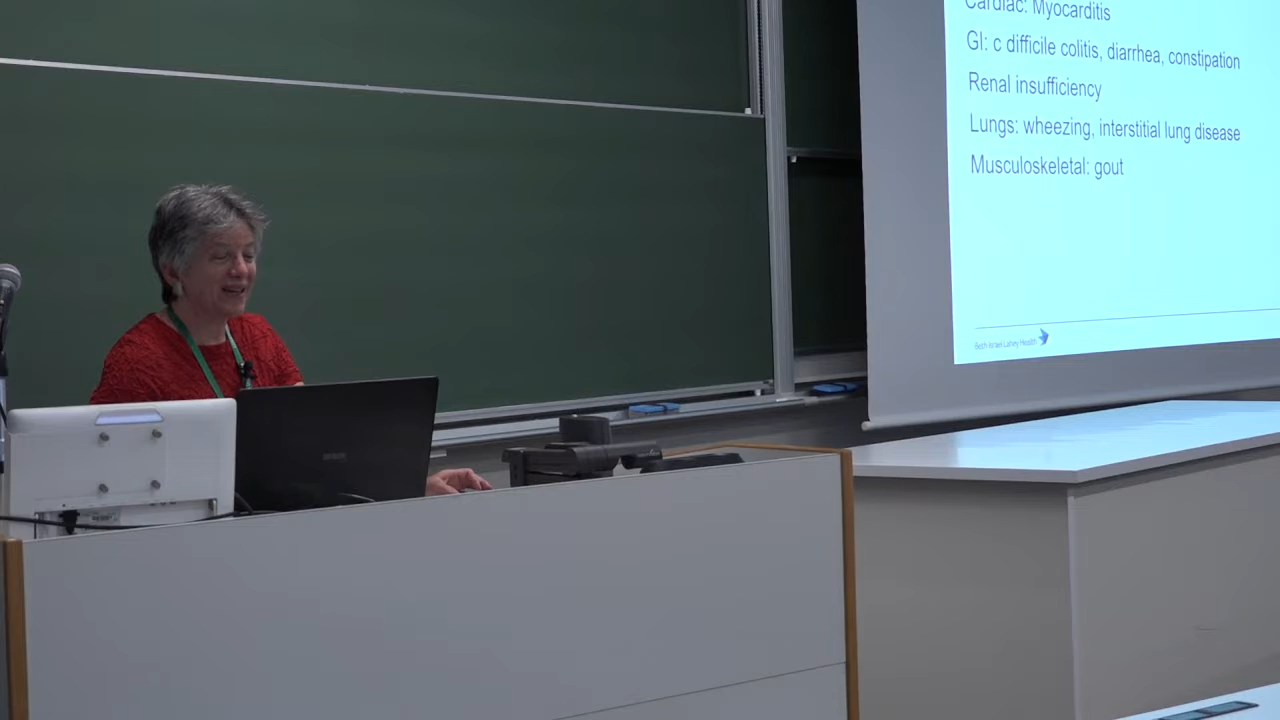 Cardiac: Myocarditis
GI: c difficile colitis, diarrhea, constipation
Renal insufficiency
Lungs: wheezing, interstitial lung disease
Musculoskeletal: gout
Beth Israel Lahey Health